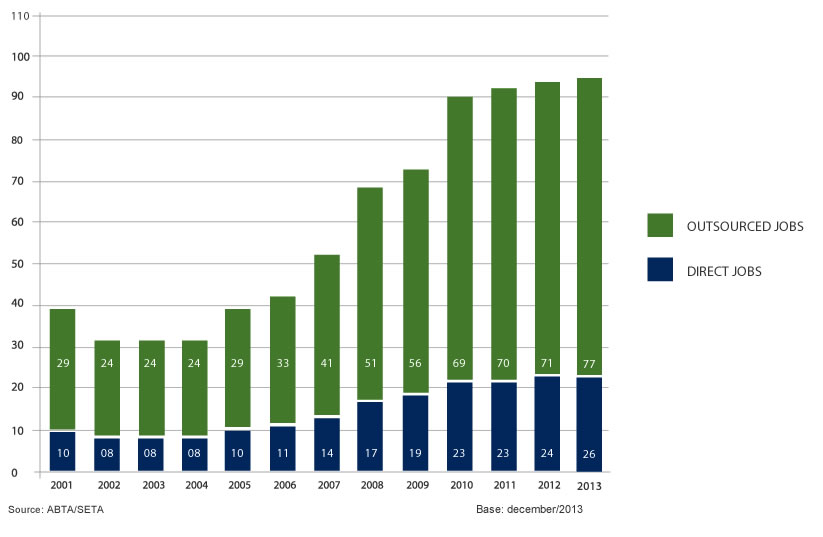 110
100
90
80
70
60
50
40
30
20
10
0
29 24 24 24 29 33 41 51 56 69 70 71 77
10 08 08 08 10 11 14 17 19 23 23 24 26
2001 2002 2003 2004 2005 2006 2007 2008 2009 2010 2011 2012 2013
OUTSOURCED JOBS
DIRECT JOBS
Source: ABTA/SETA
Base: december/2013